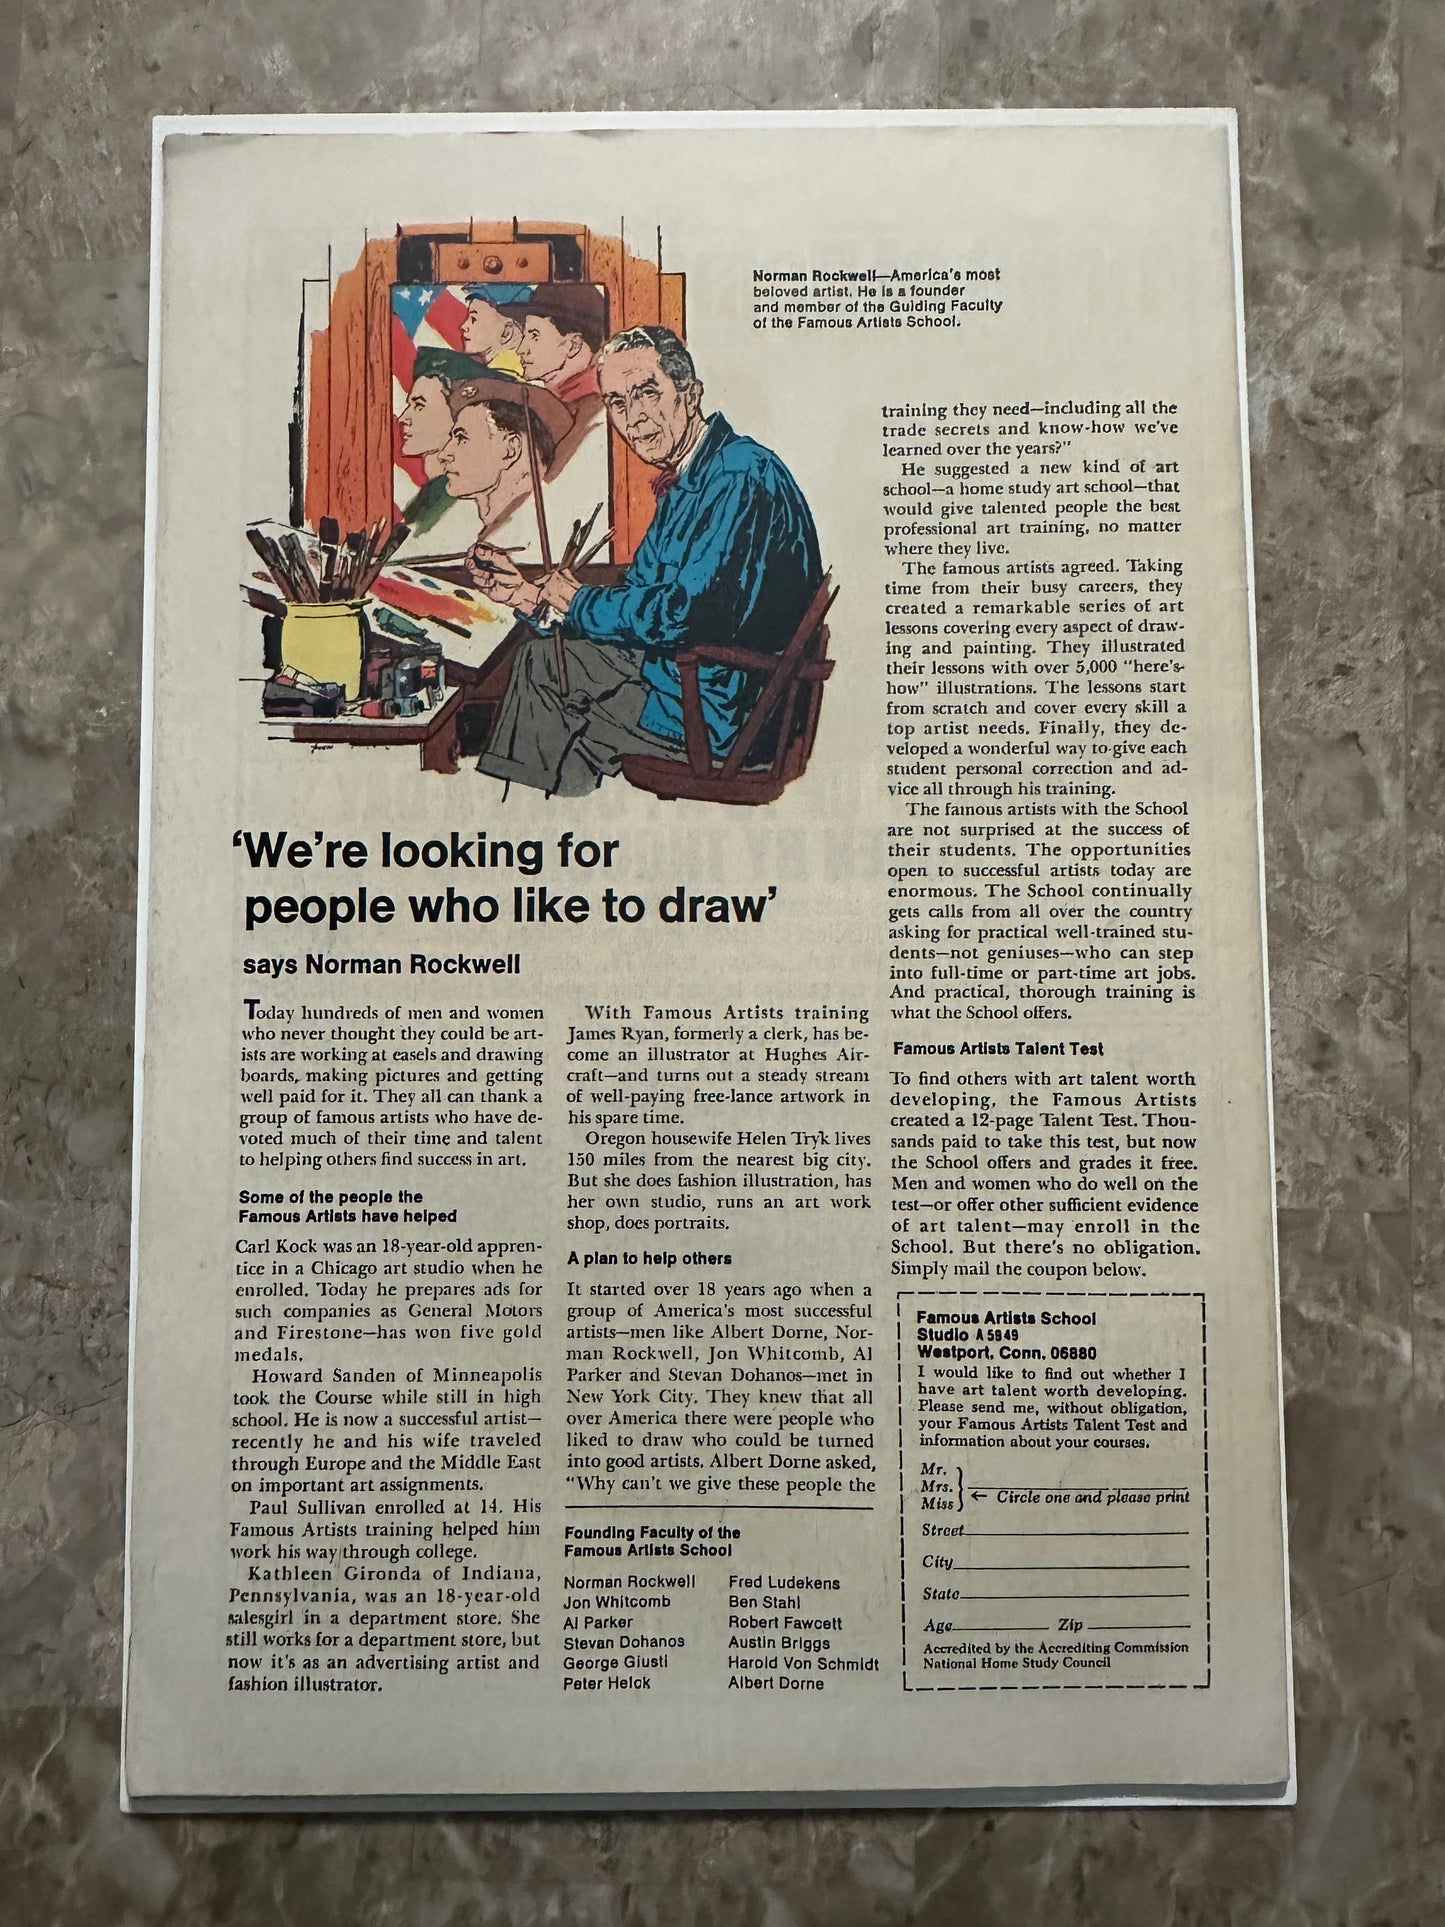 Norman Rockwell—America's most
beloved artist. He is a founder
and member of the Guiding Faculty
of the Famous Artists School.
'We're looking for
people who like to draw'
says Norman Rockwell
Today hundreds of men and women
who never thought they could be art-
ists are working at easels and drawing
boards, making pictures and getting
well paid for it. They all can thank a
group of famous artists who have de-
voted much of their time and talent
to helping others find success in art.
Some of the people the
Famous Artists have helped
Carl Kock was an 18-year-old appren-
tice in a Chicago art studio when he
enrolled. Today he prepares ads for
such companies as General Motors
and Firestone—has won five gold
medals.
Howard Sanden of Minneapolis
took the Course while still in high
school. He is now a successful artist—
recently he and his wife traveled
through Europe and the Middle East
on important art assignments.
Paul Sullivan enrolled at 14. His
Famous Artists training helped him
work his way through college.
Kathleen Gironda of Indiana,
Pennsylvania, was an 18-year-old
salesgirl in a department store. She
still works for a department store, but
now it's as an advertising artist and
fashion illustrator.
With Famous Artists training
James Ryan, formerly a clerk, has be-
come an illustrator at Hughes Air-
craft—and turns out a steady stream
of well-paying free-lance artwork in
his spare time.
Oregon housewife Helen Tryk lives
150 miles from the nearest big city.
But she does fashion illustration, has
her own studio, runs an art work
shop, does portraits.
A plan to help others
It started over 18 years ago when a
group of America's most successful
artists—men like Albert Dorne, Nor-
man Rockwell, Jon Whitcomb, Al
Parker and Stevan Dohanos—met in
New York City. They knew that all
over America there were people who
liked to draw who could be turned
into good artists. Albert Dorne asked,
"Why can't we give these people the
Founding Faculty of the
Famous Artists School
Norman Rockwell
Jon Whitcomb
Al Parker
Stevan Dohanos
George Giusti
Peter Helck
Fred Ludekens
Ben Stahl
Robert Fawcett
Austin Briggs
Harold Von Schmidt
Albert Dorne
training they need—including all the
trade secrets and know-how we've
learned over the years?"
He suggested a new kind of art
school—a home study art school—that
would give talented people the best
professional art training, no matter
where they live.
The famous artists agreed. Taking
time from their busy careers, they
created a remarkable series of art
lessons covering every aspect of draw-
ing and painting. They illustrated
their lessons with over 5,000 "here's-
how" illustrations. The lessons start
from scratch and cover every skill a
top artist needs. Finally, they de-
veloped a wonderful way to give each
student personal correction and ad-
vice all through his training.
The famous artists with the School
are not surprised at the success of
their students. The opportunities
open to successful artists today are
enormous. The School continually
gets calls from all over the country
asking for practical well-trained stu-
dents—not geniuses—who can step
into full-time or part-time art jobs.
And practical, thorough training is
what the School offers.
Famous Artists Talent Test
To find others with art talent worth
developing, the Famous Artists
created a 12-page Talent Test. Thou-
sands paid to take this test, but now
the School offers and grades it free.
Men and women who do well on the
test—or offer other sufficient evidence
of art talent—may enroll in the
School. But there's no obligation.
Simply mail the coupon below.
Famous Artists School
Studio A 5949
Westport, Conn. 06880
I would like to find out whether I
have art talent worth developing.
Please send me, without obligation,
your Famous Artists Talent Test and
information about your courses.
Mr.
Mrs.
Miss ← Circle one and please print
Street
City
State
Age Zip
Accredited by the Accrediting Commission
National Home Study Council